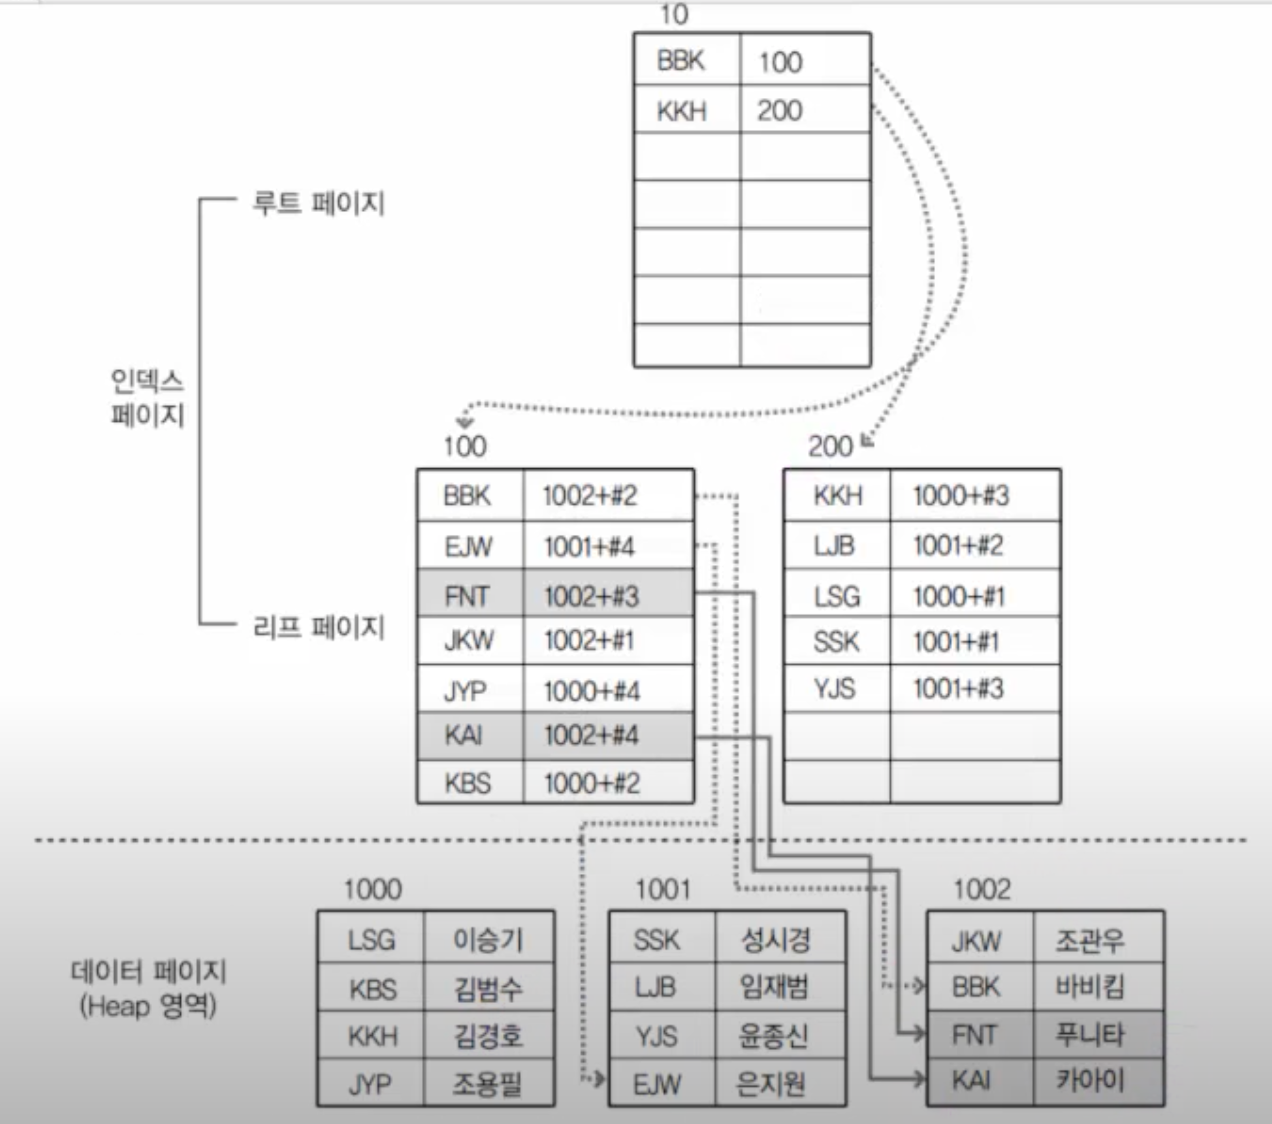 10
BBK 100
KKH 200
루트 페이지
인덱스
페이지
리프 페이지
100
BBK 1002+#2
EJW 1001+#4
FNT 1002+#3
JKW 1002+#1
JYP 1000+#4
KAI 1002+#4
KBS 1000+#2
200
KKH 1000+#3
LJB 1001+#2
LSG 1000+#1
SSK 1001+#1
YJS 1001+#3
데이터 페이지
(Heap 영역)
1000
LSG 이승기
KBS 김범수
KKH 김경호
JYP 조용필
1001
SSK 성시경
LJB 임재범
YJS 윤종신
EJW 은지원
1002
JKW 조관우
BBK 바비킴
FNT 푸니타
KAI 카아이